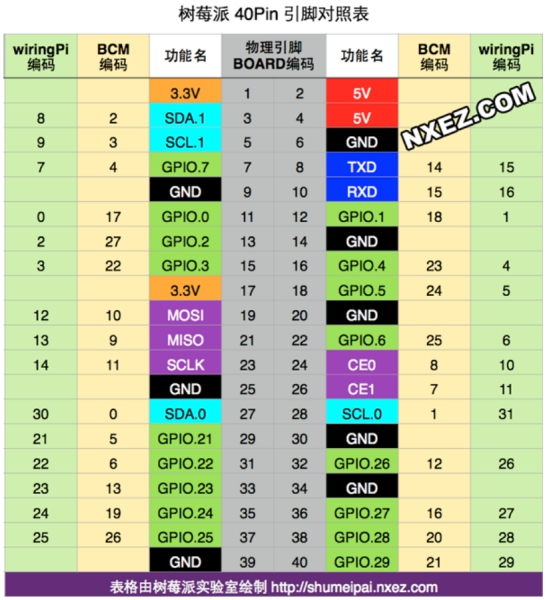 树莓派 40Pin 引脚对照表
wiringPi 编码 BCM 编码 功能名 物理引脚 BOARD编码 功能名 BCM 编码 wiringPi 编码
3.3V 1 2 5V
8 2 SDA.1 3 4 5V
9 3 SCL.1 5 6 GND
7 4 GPIO.7 7 8 TXD 14 15
GND 9 10 RXD 15 16
0 17 GPIO.0 11 12 GPIO.1 18 1
2 27 GPIO.2 13 14 GND
3 22 GPIO.3 15 16 GPIO.4 23 4
3.3V 17 18 GPIO.5 24 5
12 10 MOSI 19 20 GND
13 9 MISO 21 22 GPIO.6 25 6
14 11 SCLK 23 24 CE0 8 10
GND 25 26 CE1 7 11
30 0 SDA.0 27 28 SCL.0 1 31
21 5 GPIO.21 29 30 GND
22 6 GPIO.22 31 32 GPIO.26 12 26
23 13 GPIO.23 33 34 GND
24 19 GPIO.24 35 36 GPIO.27 16 27
25 26 GPIO.25 37 38 GPIO.28 20 28
GND 39 40 GPIO.29 21 29
表格由树莓派实验室绘制 http://shumeipai.nxez.com
NXEZ.COM